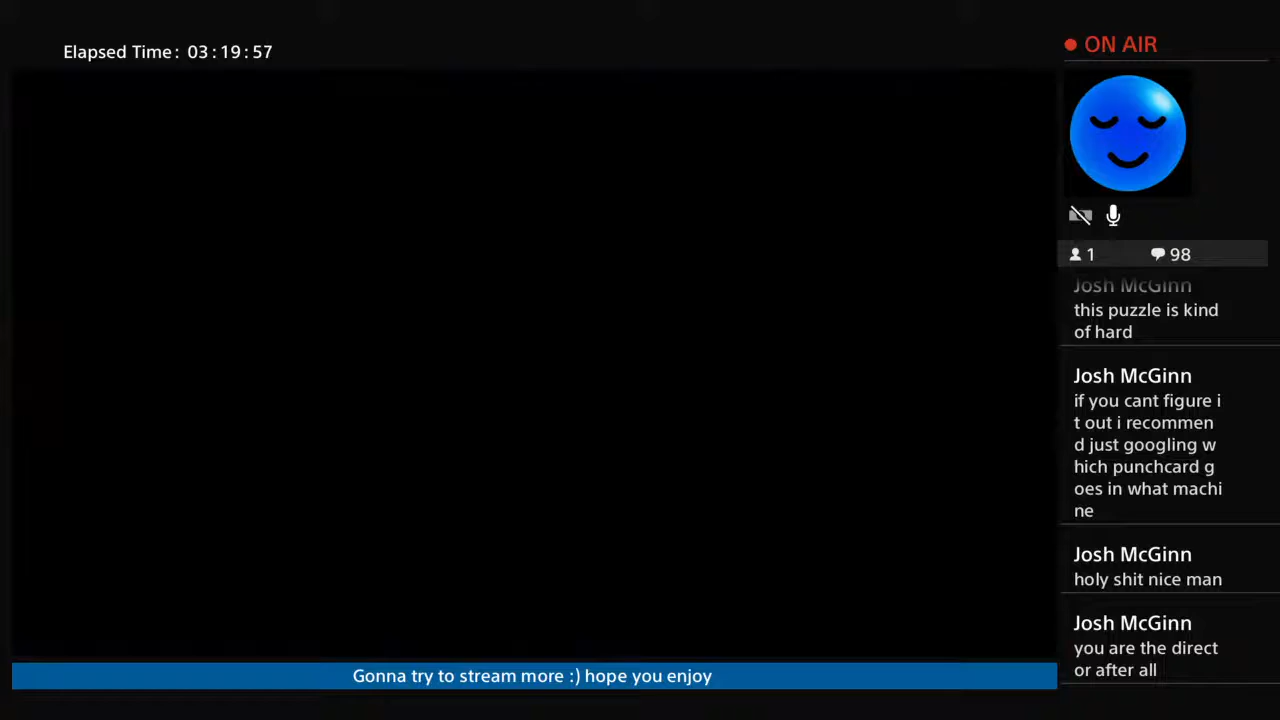 Elapsed Time: 03:19:57
ON AIR
1
98
Josh McGinn
this puzzle is kind
of hard
Josh McGinn
if you cant figure i
t out i recommen
d just googling w
hich punchcard g
oes in what machi
ne
Josh McGinn
holy shit nice man
Josh McGinn
you are the direct
or after all
Gonna try to stream more :) hope you enjoy